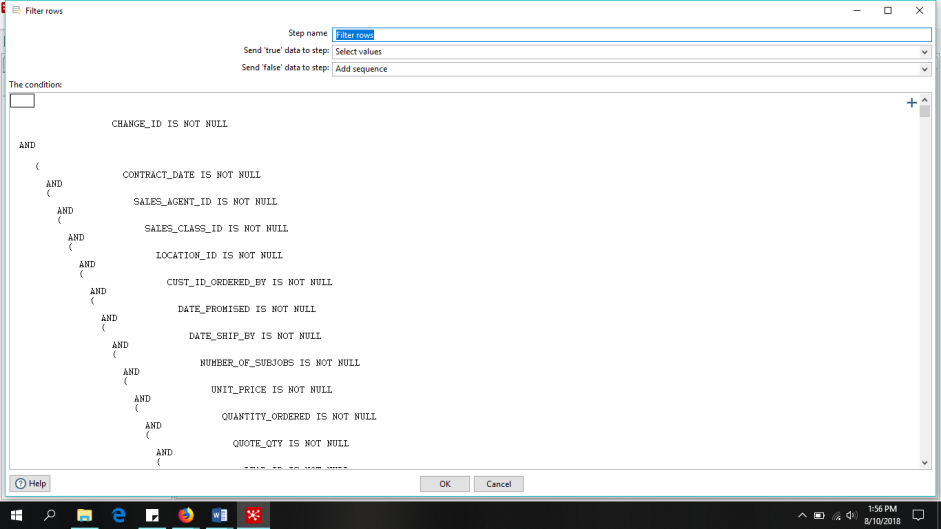 Filter rows
Step name Filter rows
Send 'true' data to step: Select values
Send 'false' data to step: Add sequence
The condition:
CHANGE_ID IS NOT NULL
AND
(
CONTRACT_DATE IS NOT NULL
AND
(
SALES_AGENT_ID IS NOT NULL
AND
(
SALES_CLASS_ID IS NOT NULL
AND
(
LOCATION_ID IS NOT NULL
AND
(
CUST_ID_ORDERED_BY IS NOT NULL
AND
(
DATE_PROMISED IS NOT NULL
AND
(
DATE_SHIP_BY IS NOT NULL
AND
(
NUMBER_OF_SUBJOBS IS NOT NULL
AND
(
UNIT_PRICE IS NOT NULL
AND
(
QUANTITY_ORDERED IS NOT NULL
AND
(
QUOTE_QTY IS NOT NULL
AND
(
LEAD_ID IS NOT NULL
Help OK Cancel
1:56 PM
8/10/2018